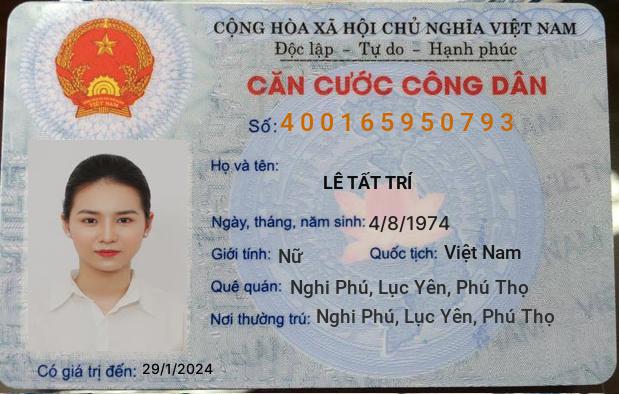 CỘNG HÒA XÃ HỘI CHỦ NGHĨA VIỆT NAM
Độc lập - Tự do - Hạnh phúc
CĂN CƯỚC CÔNG DÂN
Số: 400165950793
Họ và tên:
LÊ TẤT TRÍ
Ngày, tháng, năm sinh: 4/8/1974
Giới tính: Nữ Quốc tịch: Việt Nam
Quê quán: Nghi Phú, Lục Yên, Phú Thọ
Nơi thường trú: Nghi Phú, Lục Yên, Phú Thọ
Có giá trị đến: 29/1/2024
VIỆT NAM